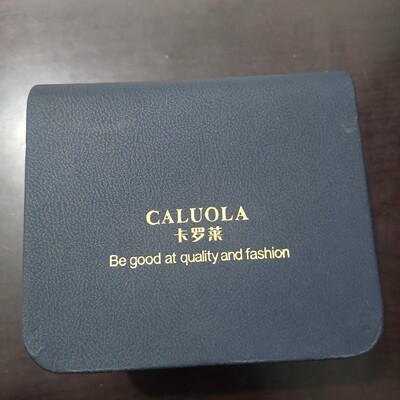 CALUOLA
卡罗莱
Be good at quality and fashion